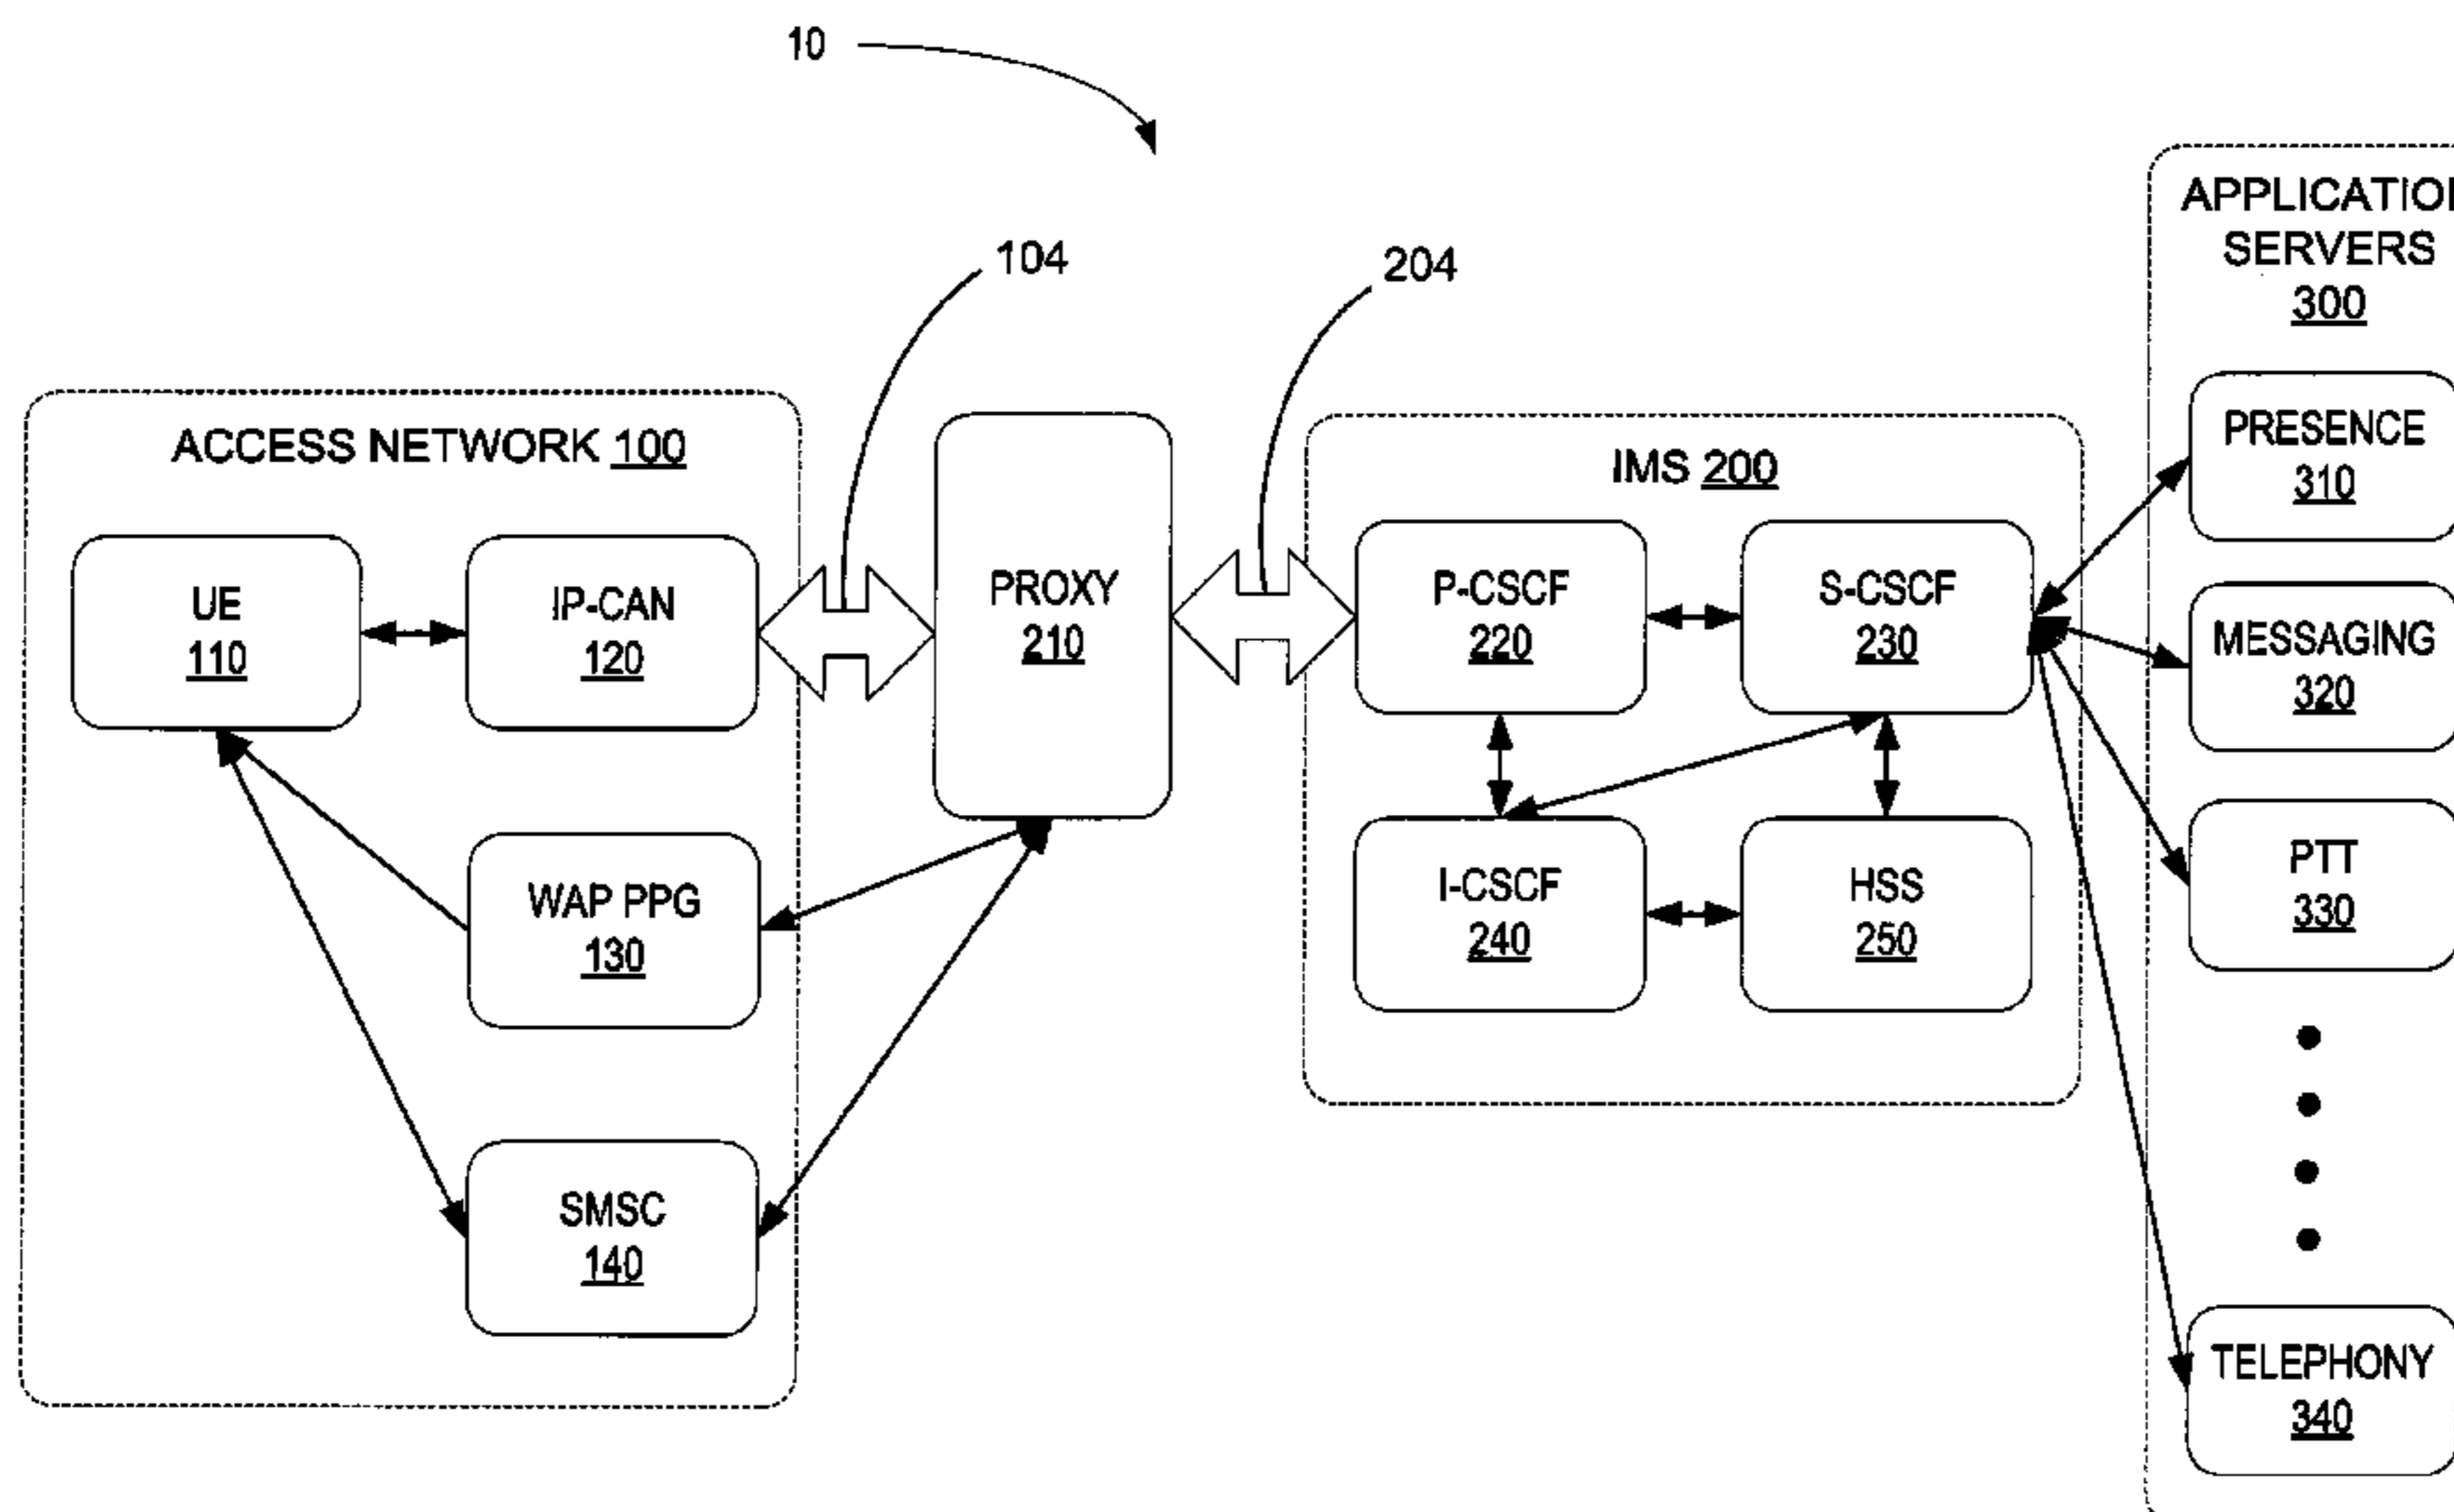 10
104
204
APPLICATION
SERVERS
300
ACCESS NETWORK 100
IMS 200
PRESENCE
310
UE
110
IP-CAN
120
PROXY
210
P-CSCF
220
S-CSCF
230
MESSAGING
320
WAP PPG
130
I-CSCF
240
HSS
250
PTT
330
SMSC
140
TELEPHONY
340